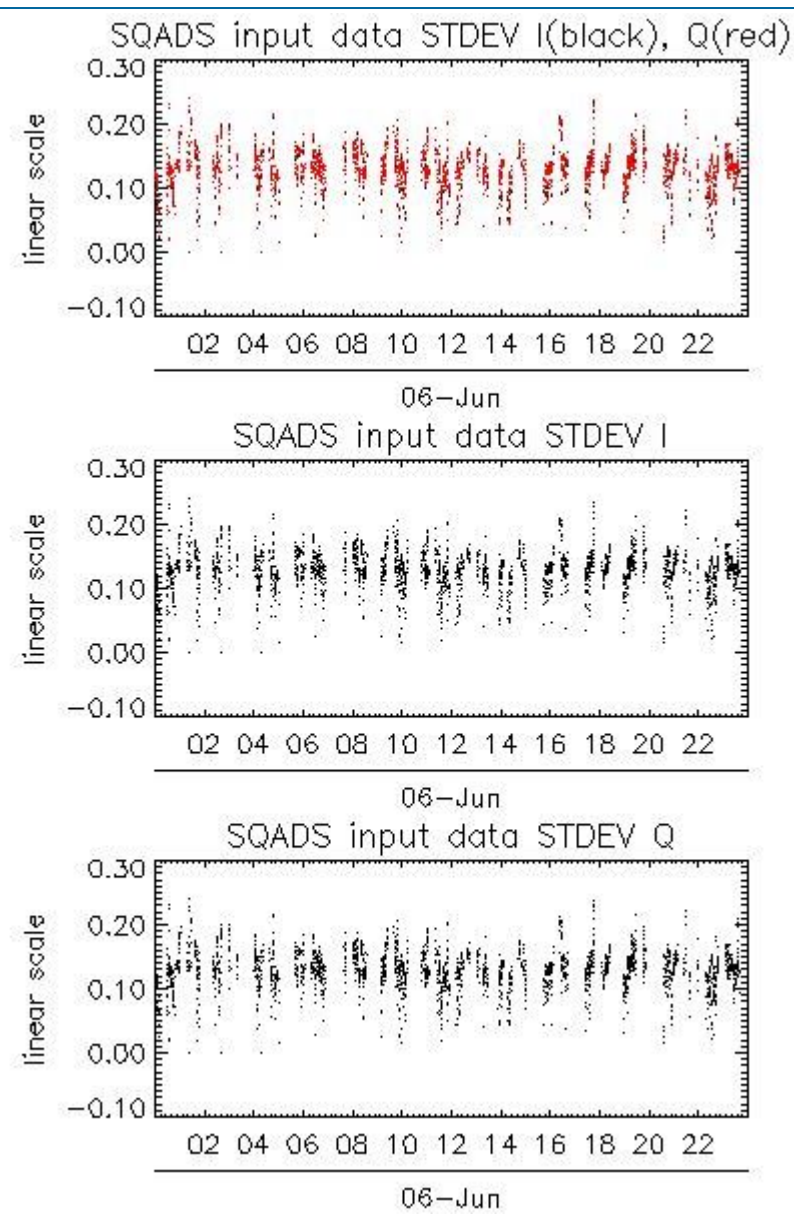 SQADS input data STDEV I(black), Q(red)
0.30
0.20
0.10
0.00
-0.10
linear scale
02 04 06 08 10 12 14 16 18 20 22
06-Jun
SQADS input data STDEV I
0.30
0.20
0.10
0.00
-0.10
linear scale
02 04 06 08 10 12 14 16 18 20 22
06-Jun
SQADS input data STDEV Q
0.30
0.20
0.10
0.00
-0.10
linear scale
02 04 06 08 10 12 14 16 18 20 22
06-Jun